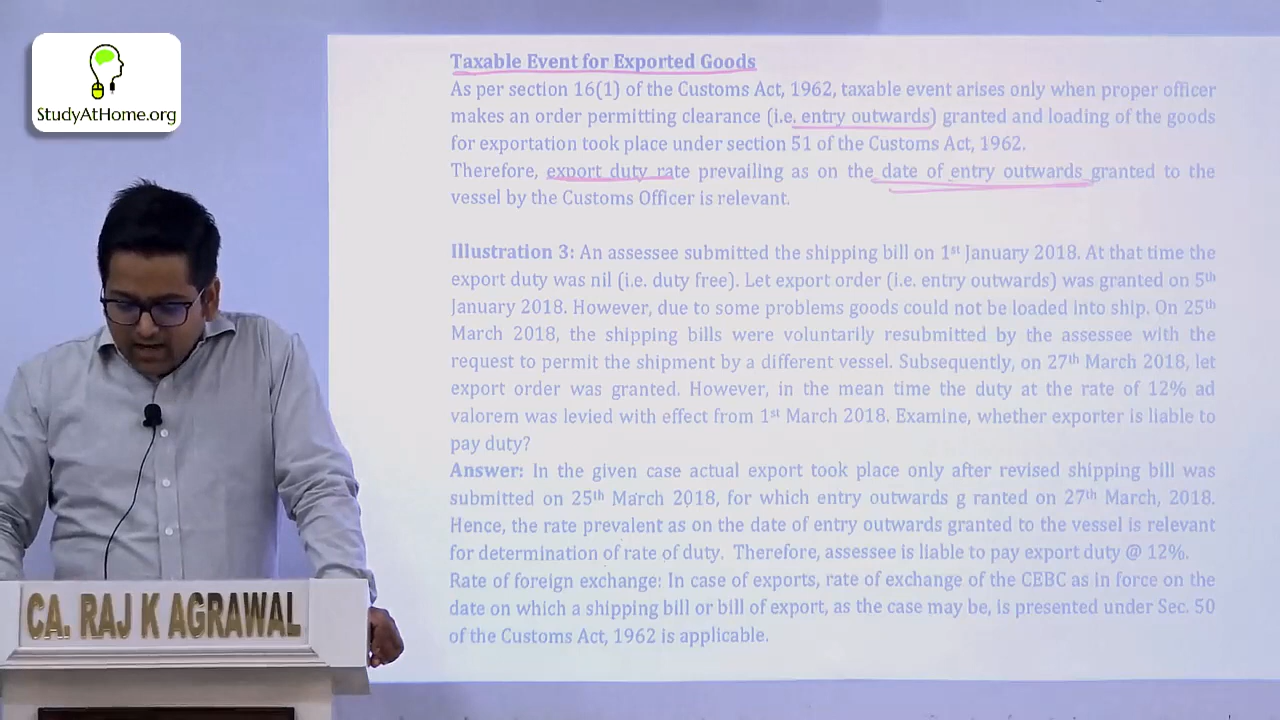 StudyAtHome.org
Taxable Event for Exported Goods
As per section 16(1) of the Customs Act, 1962, taxable event arises only when proper officer
makes an order permitting clearance (i.e. entry outwards) granted and loading of the goods
for exportation took place under section 51 of the Customs Act, 1962.
Therefore, export duty rate prevailing as on the date of entry outwards granted to the
vessel by the Customs Officer is relevant.
Illustration 3: An assessee submitted the shipping bill on 1st January 2018. At that time the
export duty was nil (i.e. duty free). Let export order (i.e. entry outwards) was granted on 5th
January 2018. However, due to some problems goods could not be loaded into ship. On 25th
March 2018, the shipping bills were voluntarily resubmitted by the assessee with the
request to permit the shipment by a different vessel. Subsequently, on 27th March 2018, let
export order was granted. However, in the mean time the duty at the rate of 12% ad
valorem was levied with effect from 1st March 2018. Examine, whether exporter is liable to
pay duty?
Answer: In the given case actual export took place only after revised shipping bill was
submitted on 25th March 2018, for which entry outwards g ranted on 27th March, 2018.
Hence, the rate prevalent as on the date of entry outwards granted to the vessel is relevant
for determination of rate of duty. Therefore, assessee is liable to pay export duty @ 12%.
Rate of foreign exchange: In case of exports, rate of exchange of the CEBC as in force on the
date on which a shipping bill or bill of export, as the case may be, is presented under Sec. 50
of the Customs Act, 1962 is applicable.
CA. RAJ K AGRAWAL